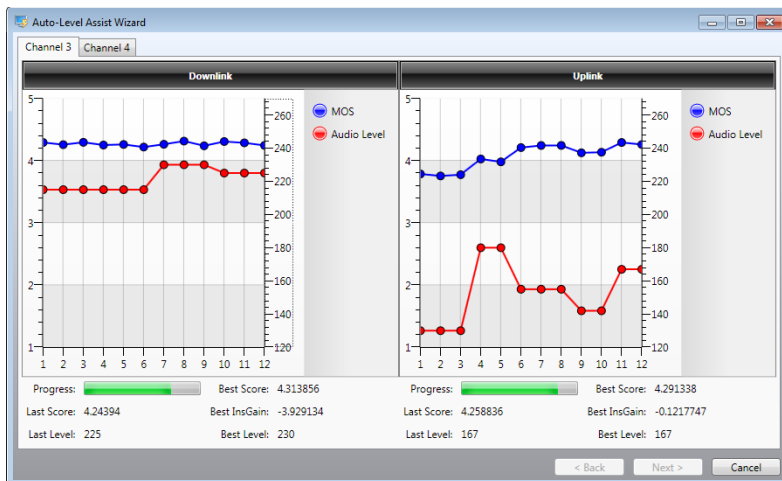 Auto-Level Assist Wizard
Channel 3 Channel 4
Downlink Uplink
5 260 MOS
240 Audio Level
4
220
3
200
180
2
160
140
1 120
1 2 3 4 5 6 7 8 9 10 11 12
5 260 MOS
240 Audio Level
4
220
3
200
180
2
160
140
1 120
1 2 3 4 5 6 7 8 9 10 11 12
Progress: Best Score: 4.313856
Last Score: 4.24394 Best InsGain: -3.929134
Last Level: 225 Best Level: 230
Progress: Best Score: 4.291338
Last Score: 4.258836 Best InsGain: -0.1217747
Last Level: 167 Best Level: 167
< Back Next > Cancel